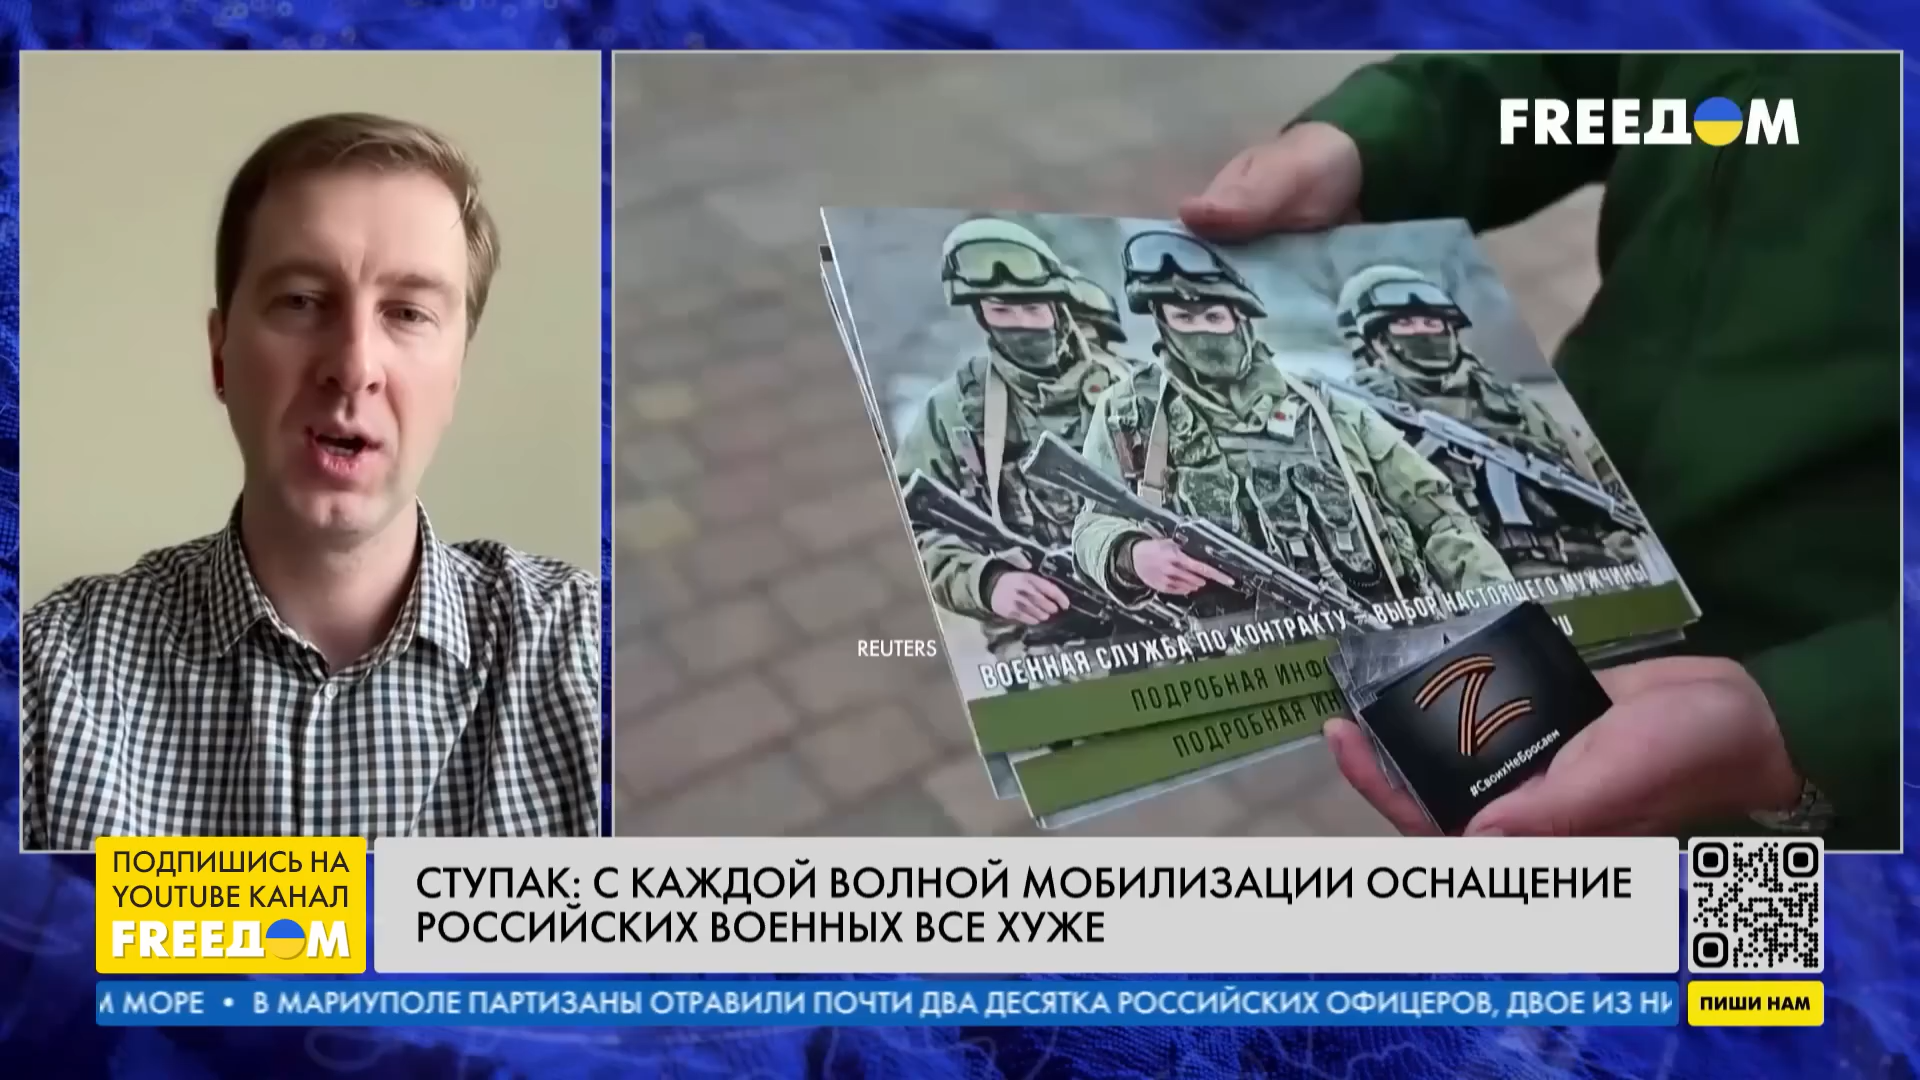 FREEДOM
REUTERS
ВОЕННАЯ СЛУЖБА ПО КОНТРАКТУ – ВЫБОР НАСТОЯЩЕГО МУЖЧИНЫ
ПОДРОБНАЯ ИНФО
RU
ПОДРОБНАЯ ИН
#СвоихНеБросаем
ПОДПИШИСЬ НА
YOUTUBE КАНАЛ
FREEДOM
СТУПАК: С КАЖДОЙ ВОЛНОЙ МОБИЛИЗАЦИИ ОСНАЩЕНИЕ
РОССИЙСКИХ ВОЕННЫХ ВСЕ ХУЖЕ
М МОРЕ • В МАРИУПОЛЕ ПАРТИЗАНЫ ОТРАВИЛИ ПОЧТИ ДВА ДЕСЯТКА РОССИЙСКИХ ОФИЦЕРОВ, ДВОЕ ИЗ НИ
ПИШИ НАМ